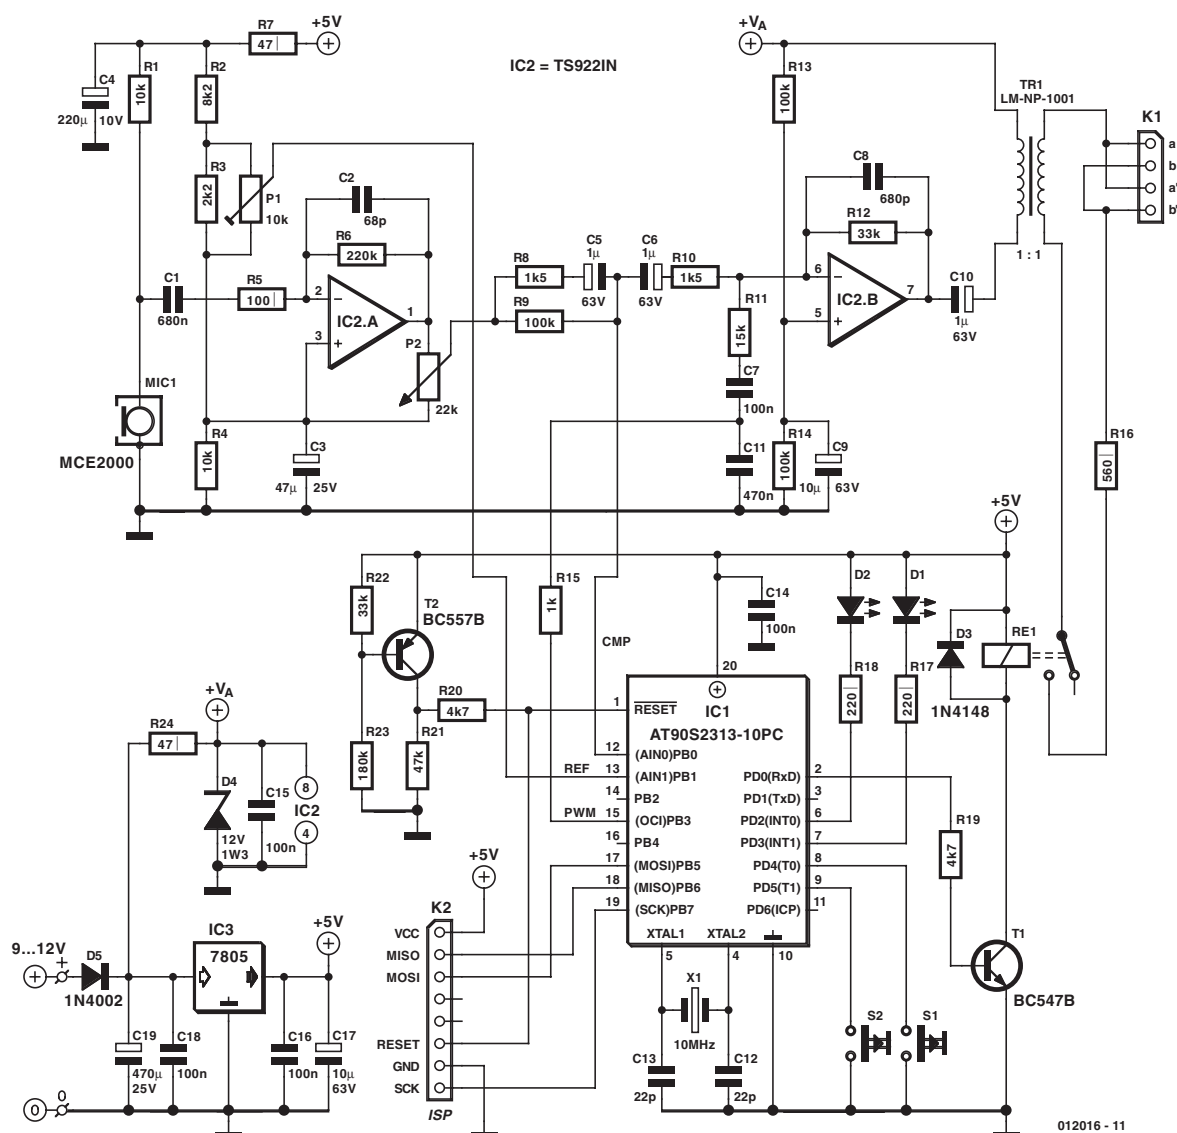 R7
+5V
47
+VA
IC2 = TS922IN
C4
220µ
10V
R1
10k
R2
8k2
R13
100k
TR1
LM-NP-1001
1 : 1
K1
a
b
a'
b'
R3
2k2
P1
10k
C2
68p
R6
220k
C8
680p
R12
33k
C1
680n
R5
100
2
3
1
IC2.A
R8
1k5
C5
1µ
63V
C6
1µ
63V
R10
1k5
R9
100k
R11
15k
6
5
7
IC2.B
C10
1µ
63V
P2
22k
C7
100n
MIC1
MCE2000
R4
10k
C3
47µ
25V
C11
470n
R14
100k
C9
10µ
63V
R16
560
+5V
R22
33k
T2
BC557B
R15
1k
CMP
C14
100n
D2
D1
D3
1N4148
RE1
R18
220
R17
220
+VA
R24
47
R20
4k7
R23
180k
R21
47k
D4
12V
1W3
C15
100n
8
IC2
4
REF
PWM
20
IC1
AT90S2313-10PC
1
RESET
12
(AIN0)PB0
13
(AIN1)PB1
14
PB2
15
(OCI)PB3
16
PB4
17
(MOSI)PB5
18
(MISO)PB6
19
(SCK)PB7
PD0(RxD)
2
PD1(TxD)
3
PD2(INT0)
6
PD3(INT1)
7
PD4(T0)
8
PD5(T1)
9
PD6(ICP)
11
XTAL1
XTAL2
5
4
10
R19
4k7
T1
BC547B
X1
10MHz
C13
22p
C12
22p
S2
S1
+5V
K2
VCC
MISO
MOSI
RESET
GND
SCK
ISP
9...12V
+
D5
1N4002
IC3
7805
+5V
C19
470µ
25V
C18
100n
C16
100n
C17
10µ
63V
0
0
012016 - 11